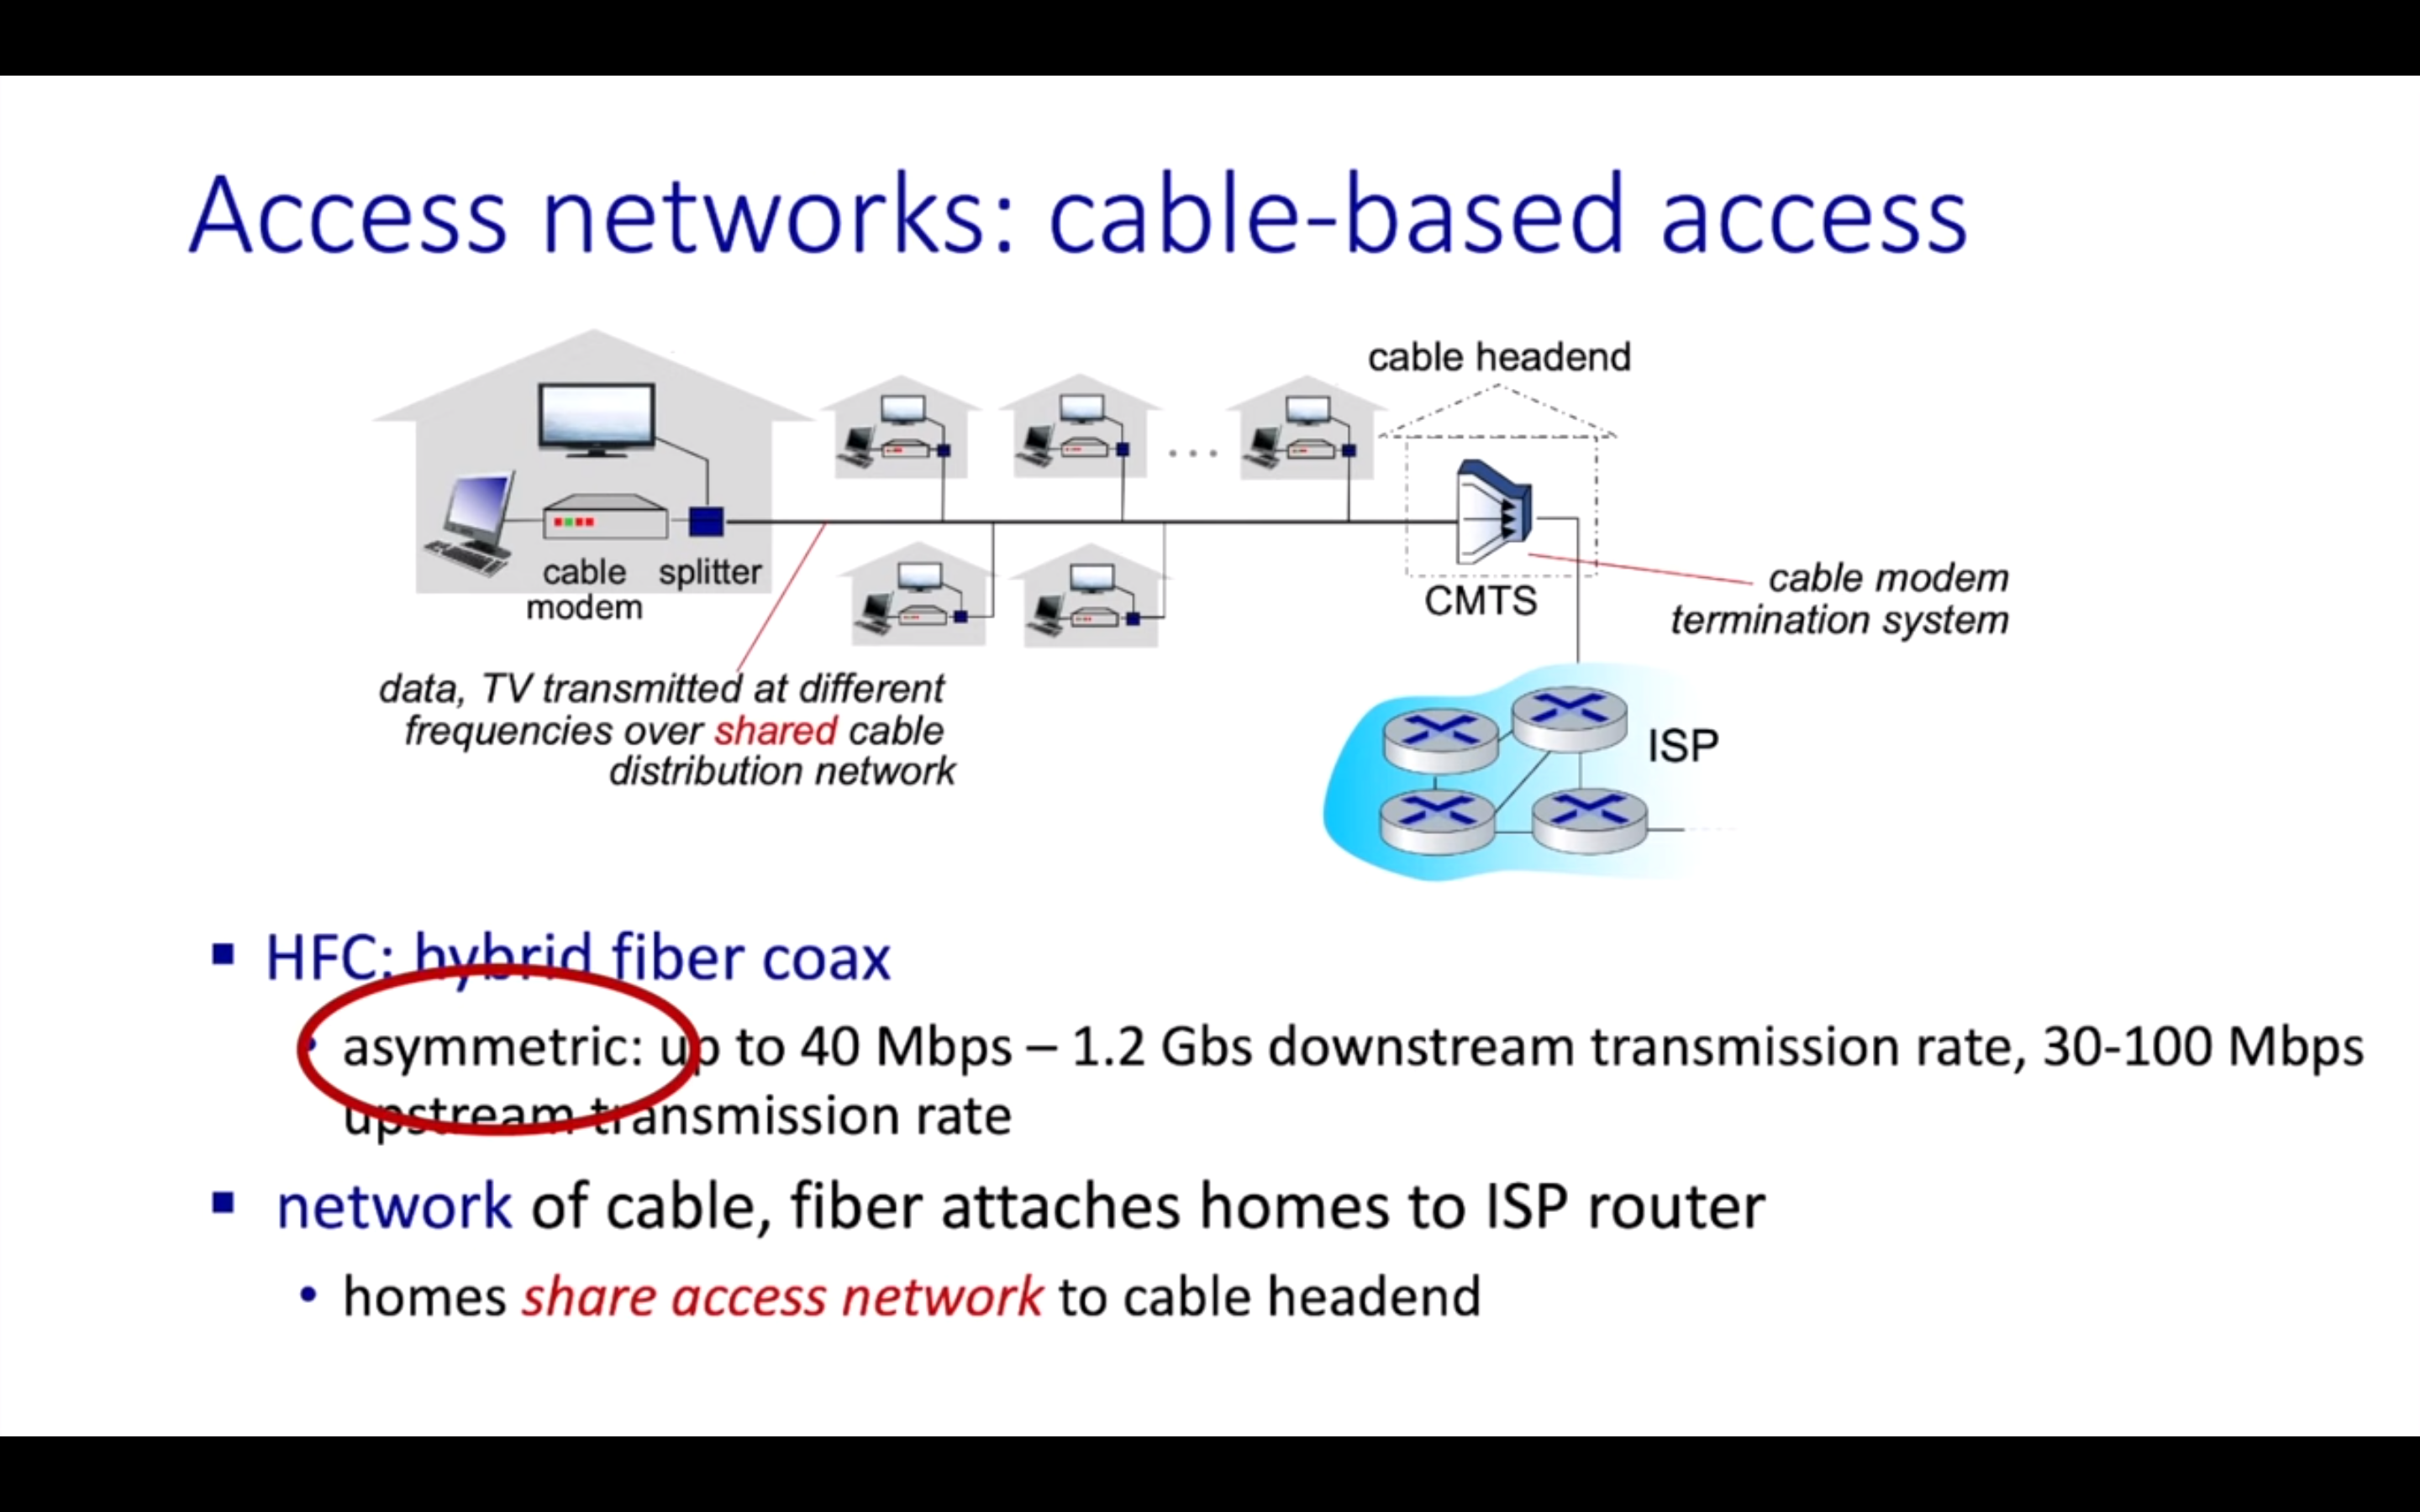 Access networks: cable-based access
cable headend
cable splitter
modem
CMTS
cable modem
termination system
data, TV transmitted at different
frequencies over shared cable
distribution network
ISP
▪ HFC: hybrid fiber coax
• asymmetric: up to 40 Mbps – 1.2 Gbs downstream transmission rate, 30-100 Mbps
upstream transmission rate
▪ network of cable, fiber attaches homes to ISP router
• homes share access network to cable headend